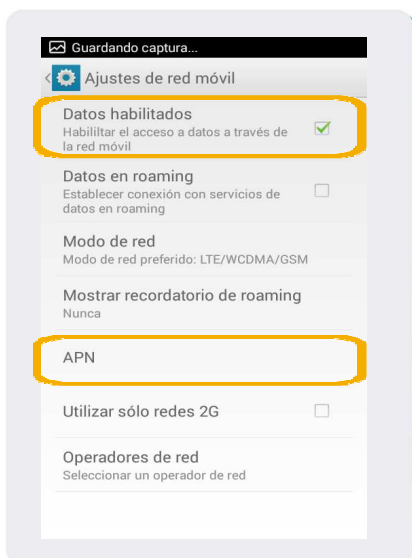 Guardando captura...
Ajustes de red móvil
Datos habilitados
Habililtar el acceso a datos a través de
la red móvil
Datos en roaming
Establecer conexión con servicios de
datos en roaming
Modo de red
Modo de red preferido: LTE/WCDMA/GSM
Mostrar recordatorio de roaming
Nunca
APN
Utilizar sólo redes 2G
Operadores de red
Seleccionar un operador de red